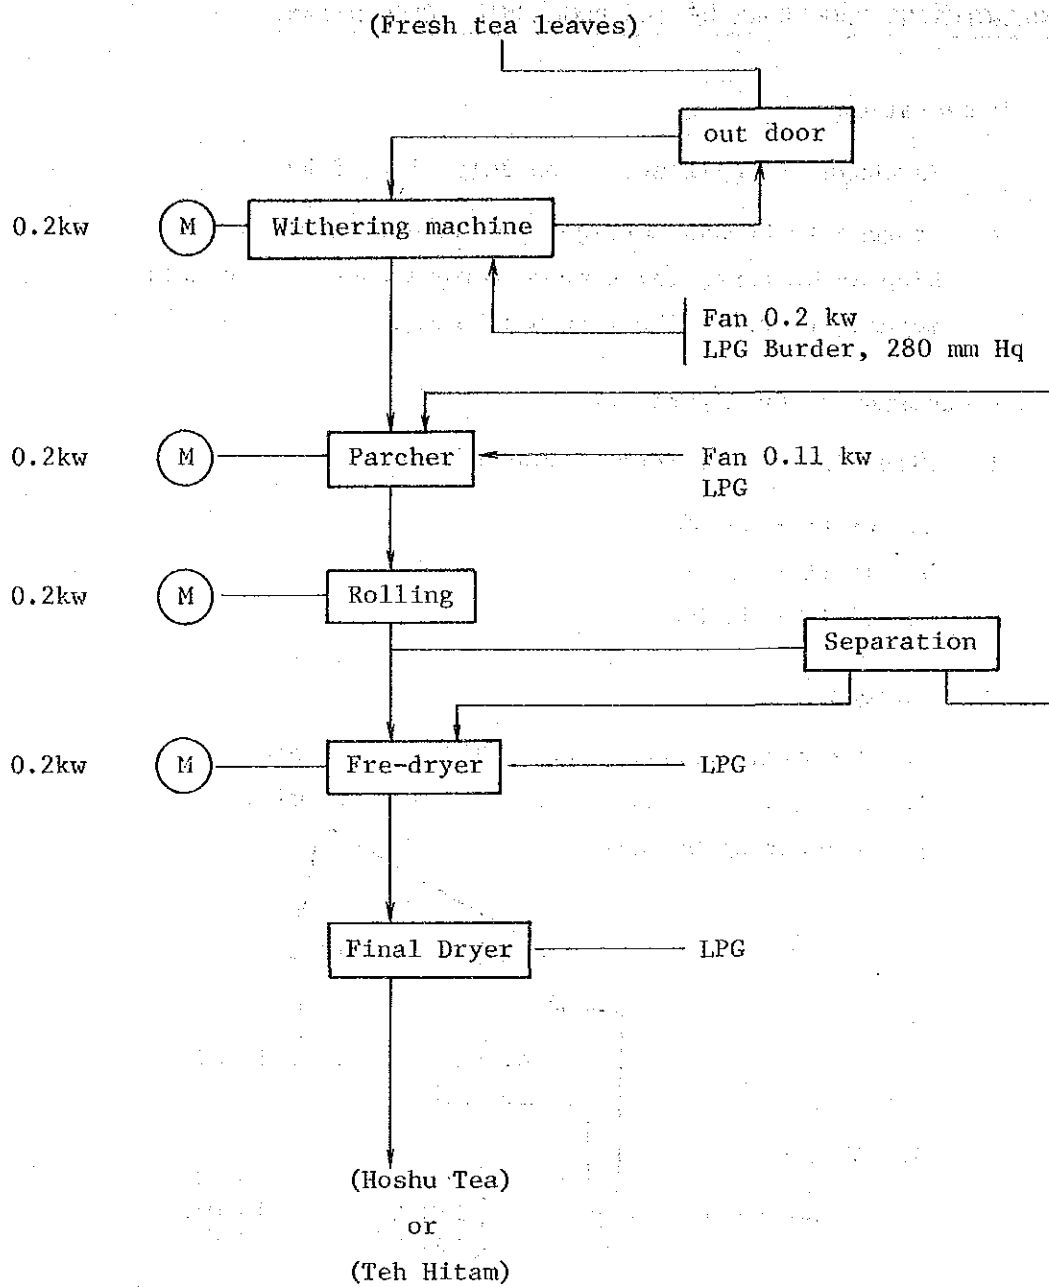 (Fresh tea leaves)
out door
0.2kw M Withering machine
Fan 0.2 kw
LPG Burder, 280 mm Hq
0.2kw M Parcher Fan 0.11 kw
LPG
0.2kw M Rolling
Separation
0.2kw M Fre-dryer LPG
Final Dryer LPG
(Hoshu Tea)
or
(Teh Hitam)